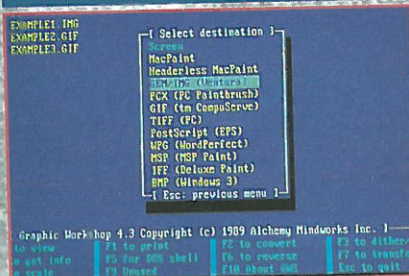 EXAMPLE1.IMG
EXAMPLE2.GIF
EXAMPLE3.GIF
[ Select destination ]
Screen
MacPaint
Headerless MacPaint
GEM/IMG (Ventura)
PCX (PC Paintbrush)
GIF (tm CompuServe)
TIFF (PC)
PostScript (EPS)
WPG (WordPerfect)
MSP (MSP Paint)
IFF (Deluxe Paint)
BMP (Windows 3)
[ Esc: previous menu ]
Graphic Workshop 4.3 Copyright (c) 1989 Alchemy Mindworks Inc. ]
to view F1 to print F2 to convert F3 to dither
o get info F5 for DOS shell F6 to reverse F7 to transf
o scale F9 Unused F10 About GWS Esc to quit